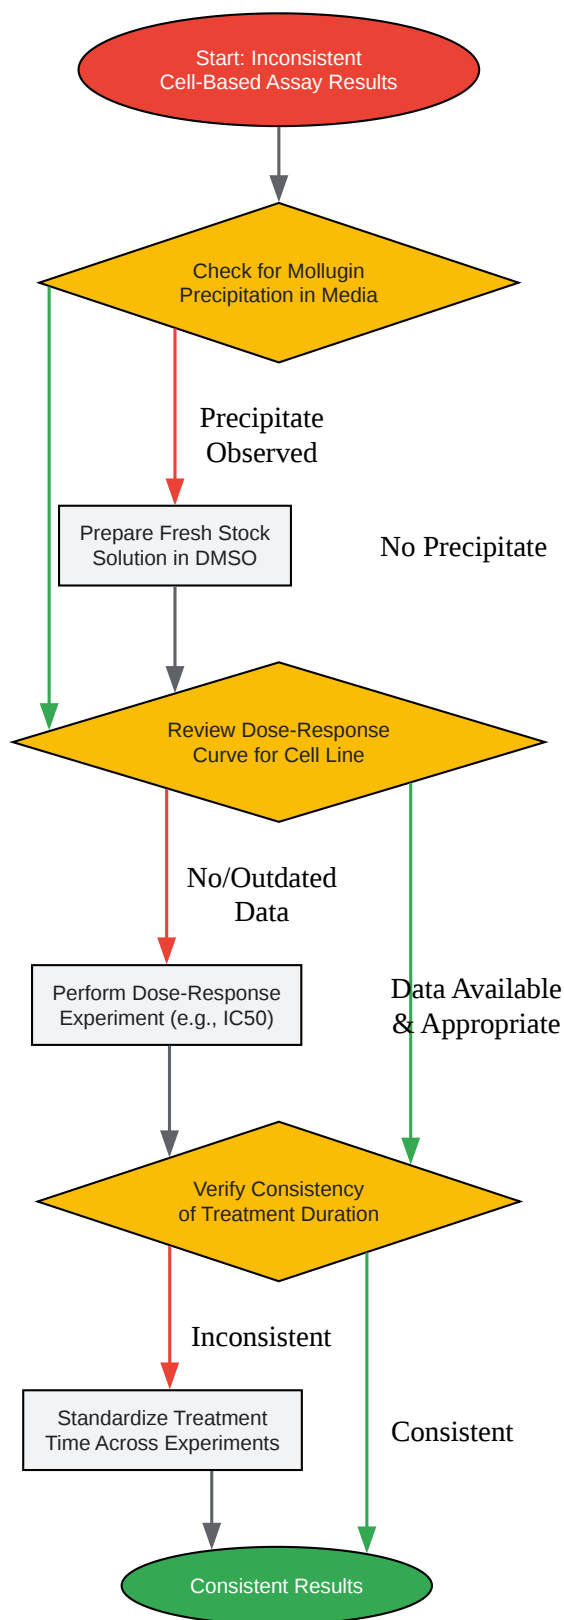 Start: Inconsistent
Cell-Based Assay Results
Check for Mollugin
Precipitation in Media
Precipitate
Observed
Prepare Fresh Stock
Solution in DMSO
No Precipitate
Review Dose-Response
Curve for Cell Line
No/Outdated
Data
Perform Dose-Response
Experiment (e.g., IC50)
Data Available
& Appropriate
Verify Consistency
of Treatment Duration
Inconsistent
Standardize Treatment
Time Across Experiments
Consistent
Consistent Results